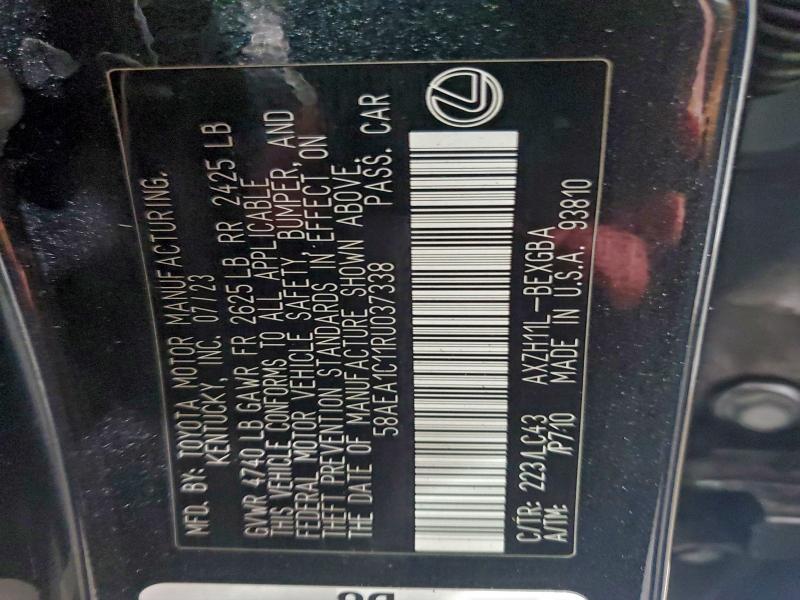 MFD. BY: TOYOTA MOTOR MANUFACTURING.
KENTUCKY, INC. 07/23
GVWR 4740 LB GAWR FR 2625 LB RR 2425 LB
THIS VEHICLE CONFORMS TO ALL APPLICABLE
FEDERAL MOTOR VEHICLE SAFETY, BUMPER, AND
THEFT PREVENTION STANDARDS IN EFFECT ON
THE DATE OF MANUFACTURE SHOWN ABOVE.
58AEA1C11RU037338 PASS. CAR
C/TR: 223/LC43 AXZH11L-BEXGBA
A/TM: /P710 MADE IN U.S.A. 93810